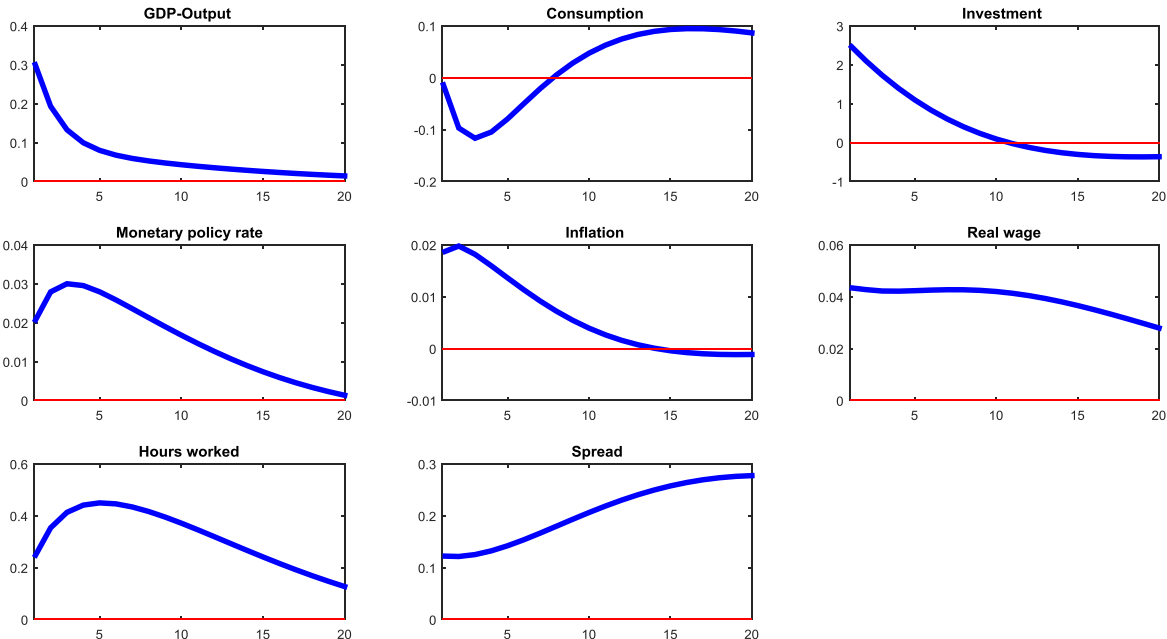 GDP-Output
0.4
0.3
0.2
0.1
0
5 10 15 20
Consumption
0.1
0
-0.1
-0.2
5 10 15 20
Investment
3
2
1
0
-1
5 10 15 20
Monetary policy rate
0.04
0.03
0.02
0.01
0
5 10 15 20
Inflation
0.02
0.01
0
-0.01
5 10 15 20
Real wage
0.06
0.04
0.02
0
5 10 15 20
Hours worked
0.6
0.4
0.2
0
5 10 15 20
Spread
0.3
0.2
0.1
0
5 10 15 20